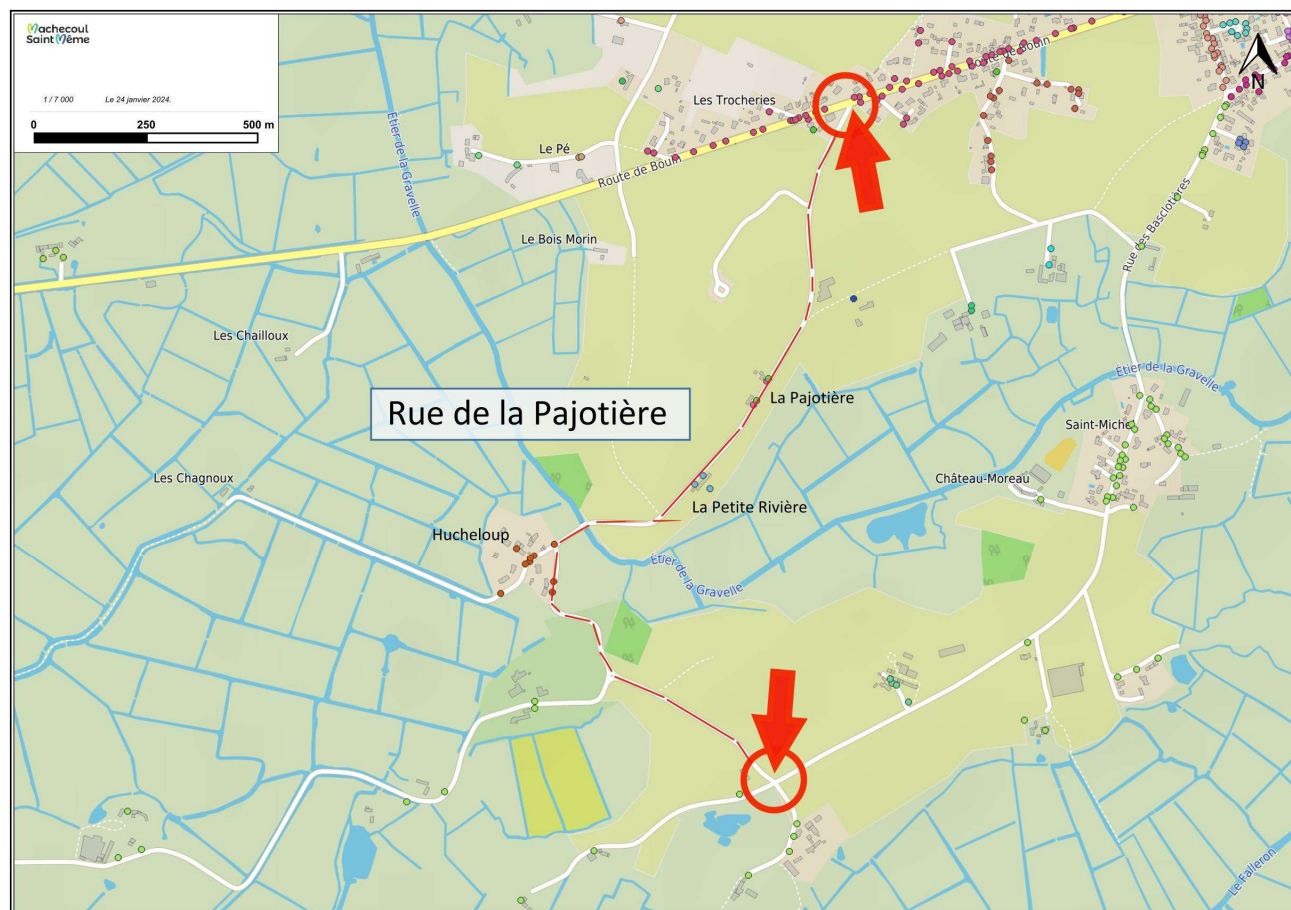 Machecoul
Saint Même
1 / 7 000 Le 24 janvier 2024.
0 250 500 m
N
Route de Bouin
Les Trocheries
Étier de la Gravelle
Le Pé
Route de Bouin
Rue des Basclotières
Le Bois Morin
Les Chailloux
Étier de la Gravelle
Rue de la Pajotière
La Pajotière
Saint-Miche
Les Chagnoux
Château-Moreau
La Petite Rivière
Hucheloup
Étier de la Gravelle
Le Falleron